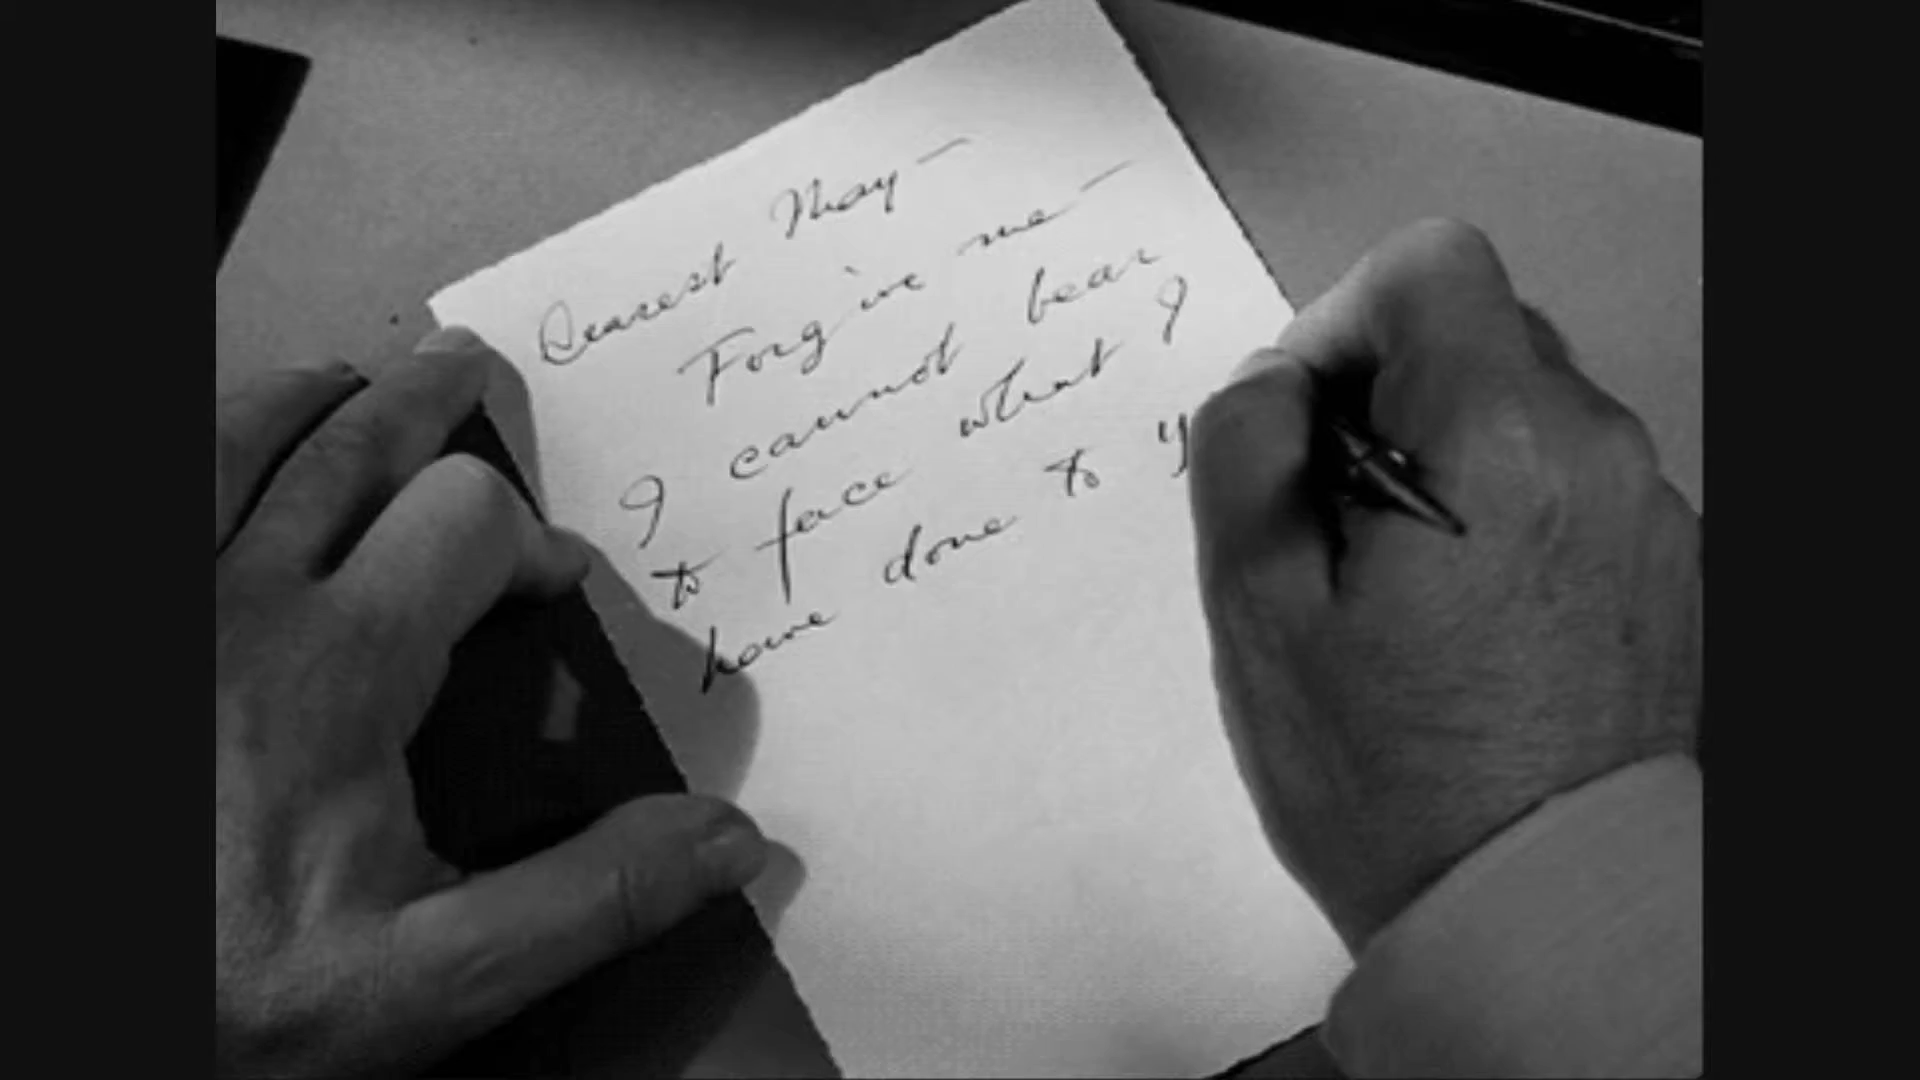 Dearest May —
Forgive me —
I cannot bear
to face what I
have done to y